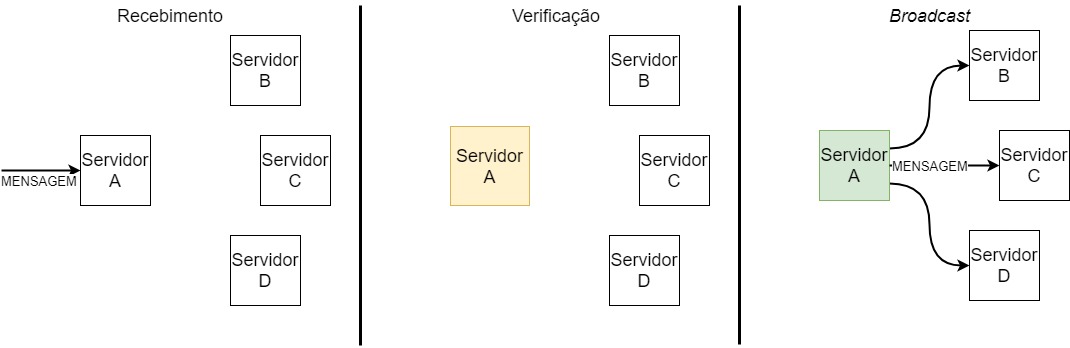 Recebimento
Servidor
B
Servidor
A
MENSAGEM
Servidor
C
Servidor
D
Verificação
Servidor
B
Servidor
A
Servidor
C
Servidor
D
Broadcast
Servidor
B
Servidor
A
MENSAGEM
Servidor
C
Servidor
D